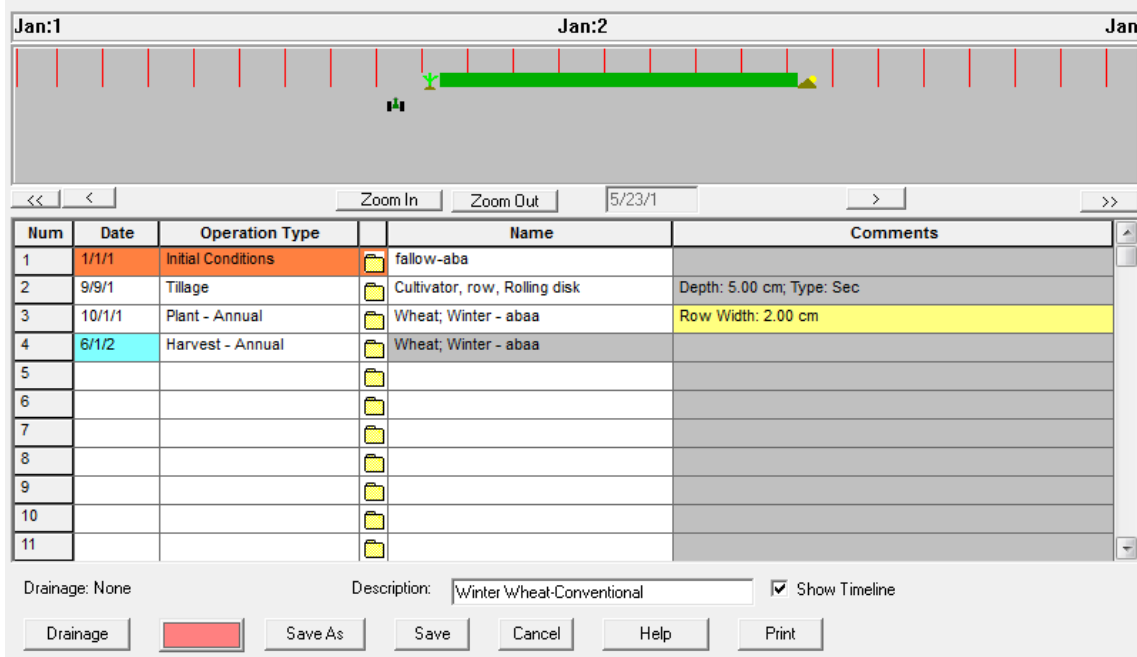 Jan:1 Jan:2 Jan
<< < Zoom In Zoom Out 5/23/1 > >>
Num Date Operation Type Name Comments
1 1/1/1 Initial Conditions fallow-aba
2 9/9/1 Tillage Cultivator, row, Rolling disk Depth: 5.00 cm; Type: Sec
3 10/1/1 Plant - Annual Wheat; Winter - abaa Row Width: 2.00 cm
4 6/1/2 Harvest - Annual Wheat; Winter - abaa
5
6
7
8
9
10
11
Drainage: None Description: Winter Wheat-Conventional Show Timeline
Drainage Save As Save Cancel Help Print